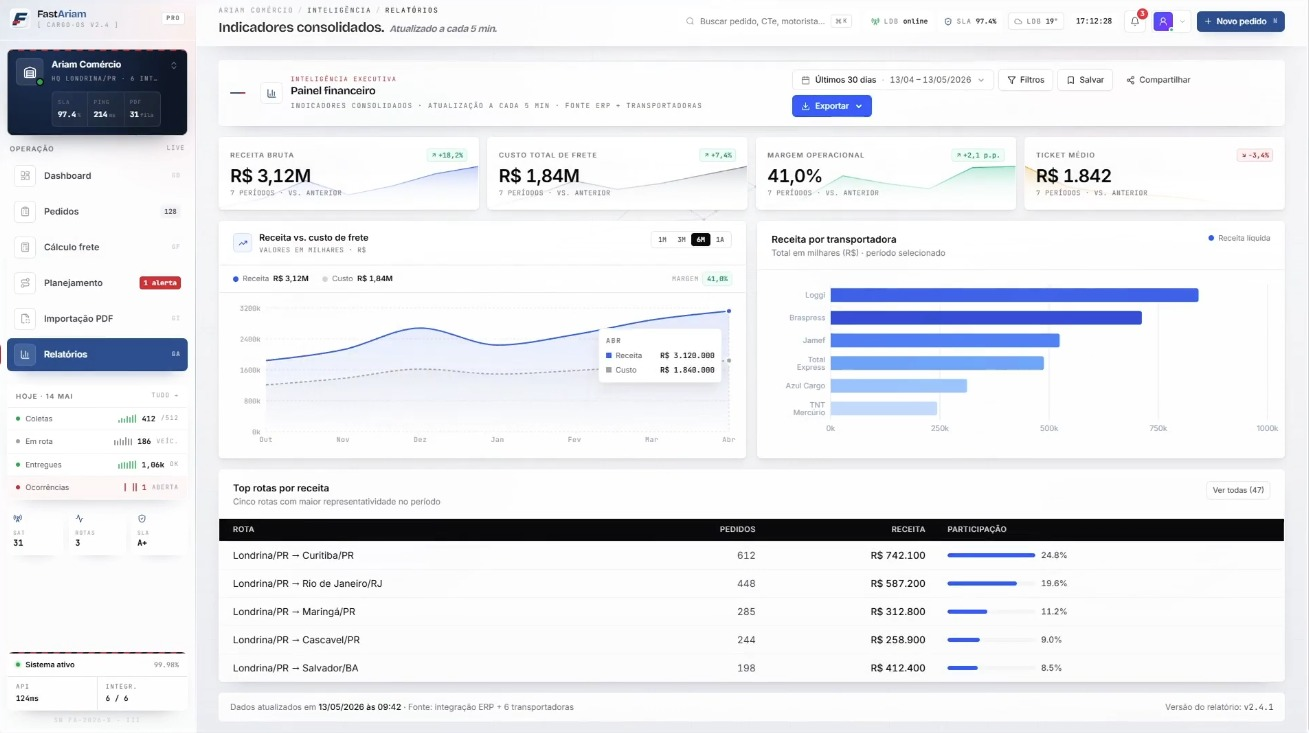 FastAriam
[ CARGO-OS V2.4 ]
PRO
Ariam Comércio
HQ LONDRINA/PR · 6 INT…
SLA
PING
PDF
97.4%
214ms
31fila
OPERAÇÃO
LIVE
Dashboard
Pedidos
128
Cálculo frete
Planejamento
1 alerta
Importação PDF
Relatórios
HOJE · 14 MAI
TUDO
Coletas
412 /512
Em rota
186 VEÍC.
Entregues
1,06k OK
Ocorrências
1 ABERTA
31
ROTAS
3
SLA
A+
Sistema ativo
99.98%
API
124ms
INTEGR.
6 / 6
ARIAM COMÉRCIO / INTELIGÊNCIA / RELATÓRIOS
Indicadores consolidados. Atualizado a cada 5 min.
Buscar pedido, CTe, motorista... ⌘K
LDB online
SLA 97.4%
LDB 19°
17:12:28
3
+ Novo pedido N
INTELIGÊNCIA EXECUTIVA
Painel financeiro
INDICADORES CONSOLIDADOS · ATUALIZAÇÃO A CADA 5 MIN · FONTE ERP + TRANSPORTADORAS
Últimos 30 dias · 13/04 – 13/05/2026
Filtros
Salvar
Compartilhar
Exportar
RECEITA BRUTA
+18,2%
R$ 3,12M
7 PERÍODOS · VS. ANTERIOR
CUSTO TOTAL DE FRETE
+7,4%
R$ 1,84M
7 PERÍODOS · VS. ANTERIOR
MARGEM OPERACIONAL
+2,1 p.p.
41,0%
7 PERÍODOS · VS. ANTERIOR
TICKET MÉDIO
-3,4%
R$ 1.842
7 PERÍODOS · VS. ANTERIOR
Receita vs. custo de frete
VALORES EM MILHARES · R$
1M 3M 6M 1A
Receita R$ 3,12M
Custo R$ 1,84M
MARGEM 41,0%
3200k
2400k
1600k
800k
0k
Out Nov Dez Jan Fev Mar Abr
ABR
Receita R$ 3.120.000
Custo R$ 1.840.000
Receita por transportadora
Total em milhares (R$) · período selecionado
Receita líquida
Loggi
Braspress
Jamef
Total
Express
Azul Cargo
TNT
Mercúrio
0k 250k 500k 750k 1000k
Top rotas por receita
Cinco rotas com maior representatividade no período
Ver todas (47)
ROTA PEDIDOS RECEITA PARTICIPAÇÃO
Londrina/PR → Curitiba/PR 612 R$ 742.100 24.8%
Londrina/PR → Rio de Janeiro/RJ 448 R$ 587.200 19.6%
Londrina/PR → Maringá/PR 285 R$ 312.800 11.2%
Londrina/PR → Cascavel/PR 244 R$ 258.900 9.0%
Londrina/PR → Salvador/BA 198 R$ 412.400 8.5%
Dados atualizados em 13/05/2026 às 09:42 · Fonte: integração ERP + 6 transportadoras
Versão do relatório: v2.4.1